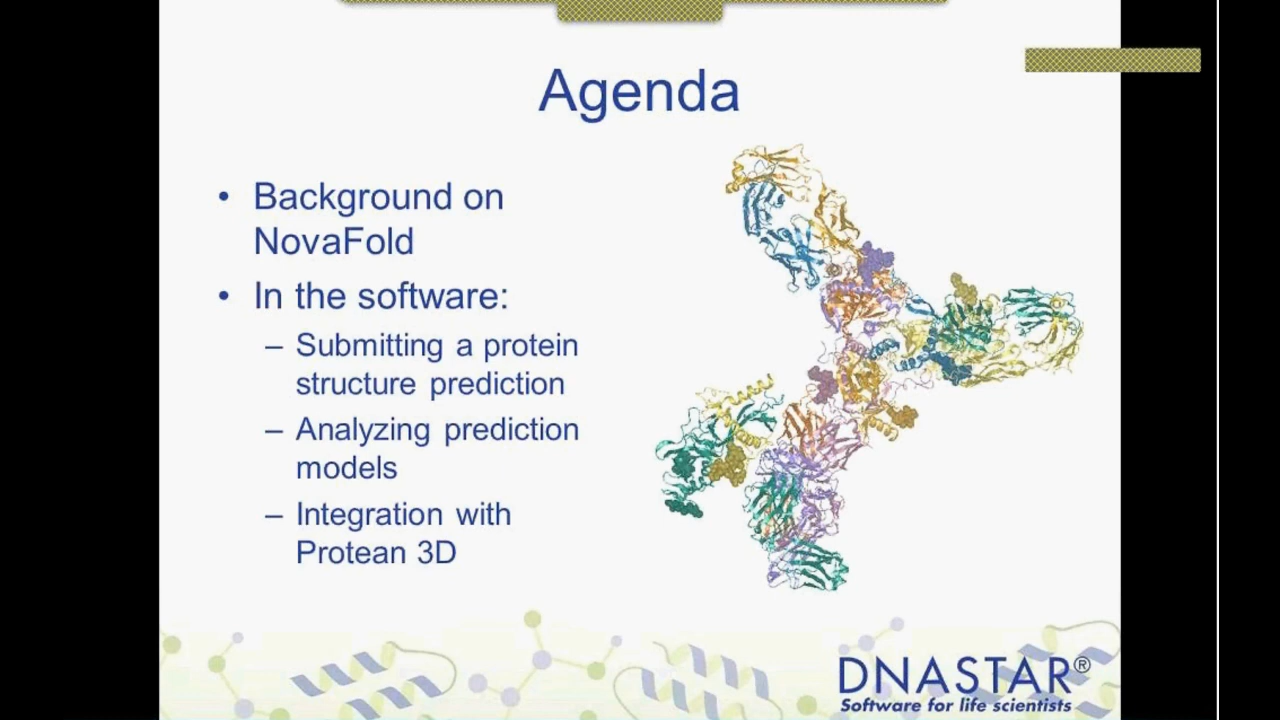 Agenda
• Background on
NovaFold
• In the software:
– Submitting a protein
structure prediction
– Analyzing prediction
models
– Integration with
Protean 3D
DNASTAR®
Software for life scientists